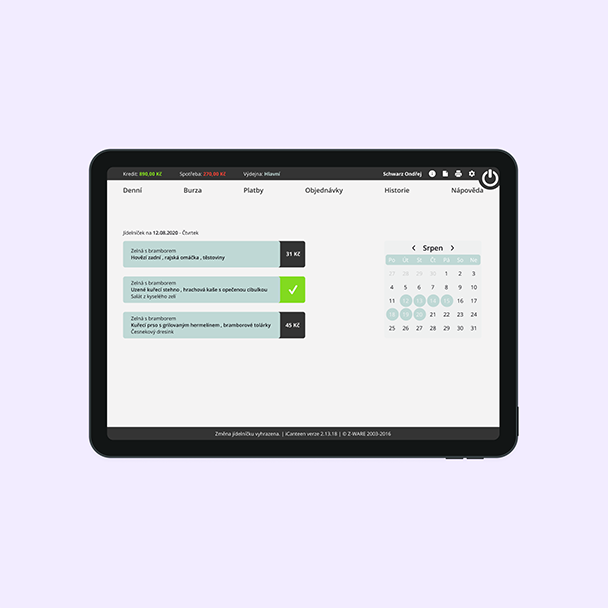 Kredit: 890.00 Kč Spotřeba: 270.00 Kč Výdejna: Hlavní Schwarz Ondřej
Denní Burza Platby Objednávky Historie Nápověda
Jídelníček na 12.08.2020 - Čtvrtek
Zelná s bramborem
Hovězí zadní , rajská omáčka , těstoviny
31 Kč
Zelná s bramborem
Uzené kuřecí stehno , hrachová kaše s opečenou cibulkou
Salát z kyselého zelí
Zelná s bramborem
Kuřecí prso s grilovaným hermelínem , bramborové tolárky
Česnekový dresink
45 Kč
Srpen
Po Út St Čt Pá So Ne
27 28 29 30 1 2 3
4 5 6 7 8 9 10
11 12 13 14 15 16 17
18 19 20 21 22 23 24
25 26 27 28 29 30 31
Změna jídelníčku vyhrazena. | iCanteen verze 2.13.18 | © Z-WARE 2003-2016